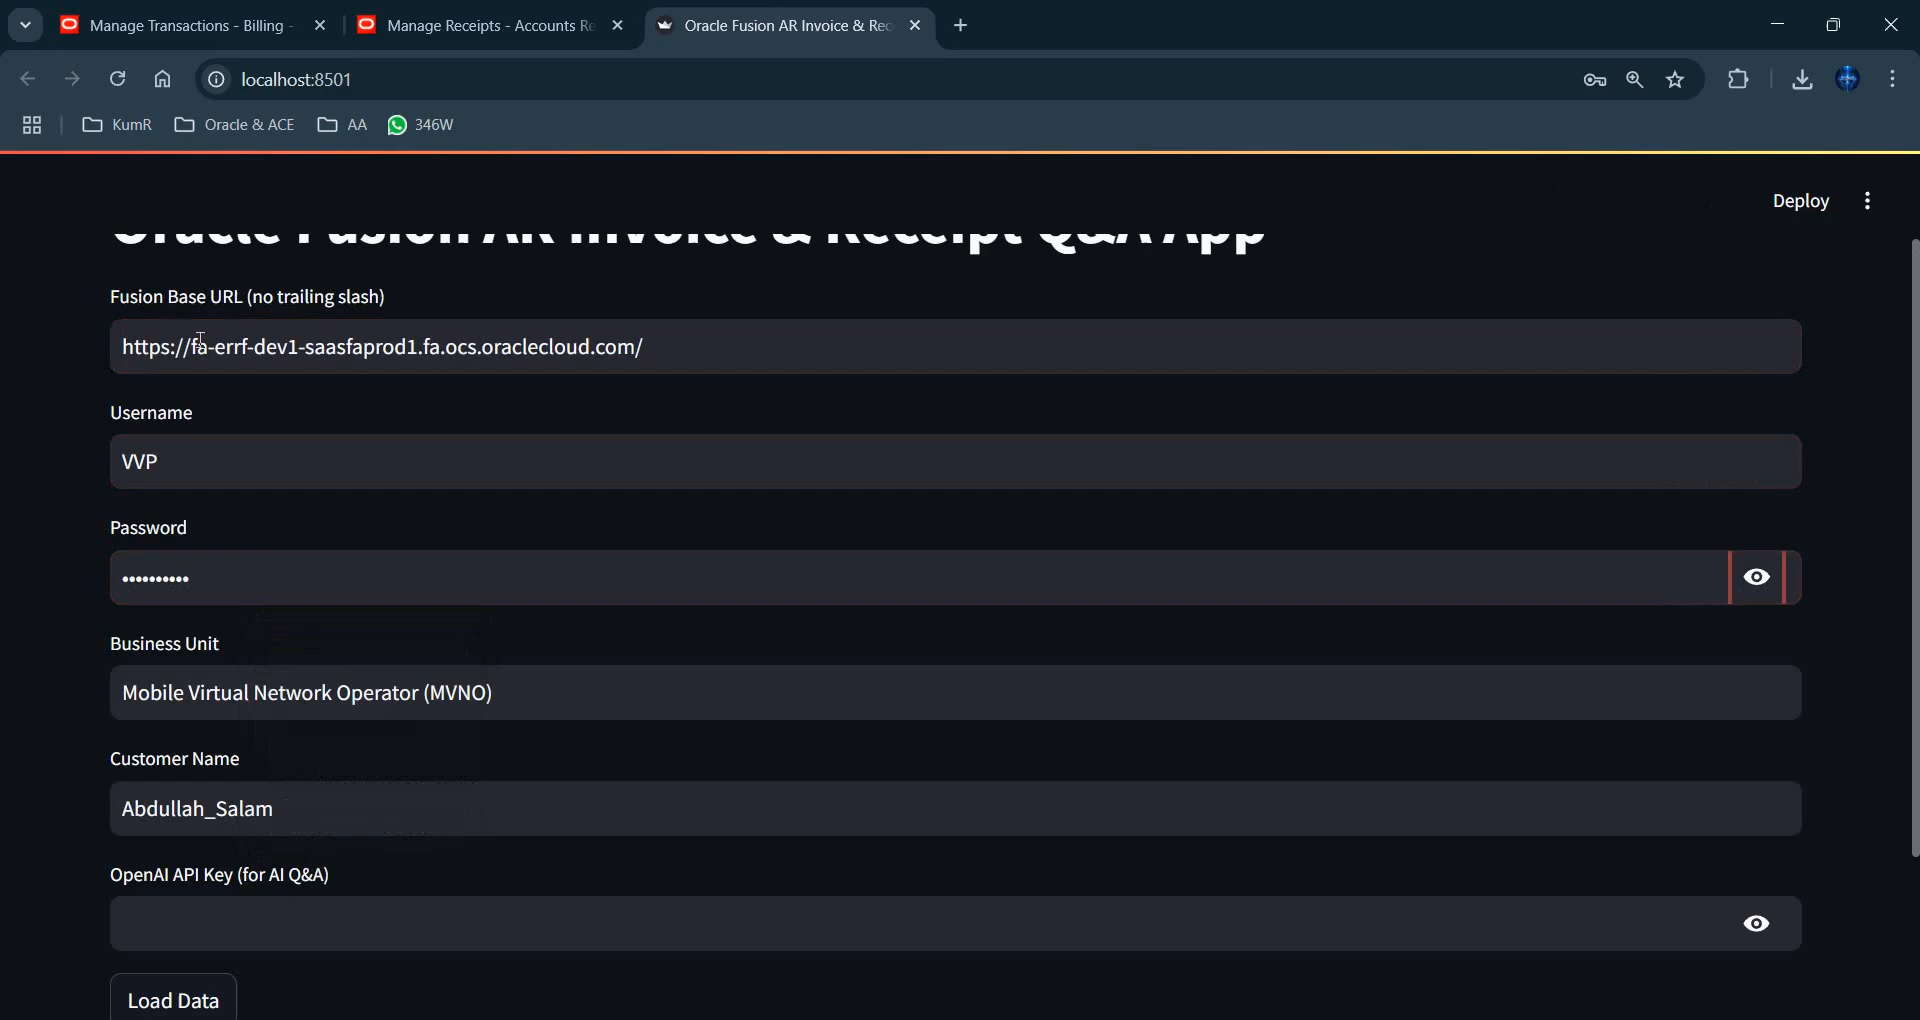 Manage Transactions - Billing -
Manage Receipts - Accounts Re
Oracle Fusion AR Invoice & Rec
localhost:8501
KumR
Oracle & ACE
AA
346W
Deploy
Oracle Fusion AR Invoice & Receipt Q&A App
Fusion Base URL (no trailing slash)
https://fa-errf-dev1-saasfaprod1.fa.ocs.oraclecloud.com/
Username
VVP
Password
••••••••••
Business Unit
Mobile Virtual Network Operator (MVNO)
Customer Name
Abdullah_Salam
OpenAI API Key (for AI Q&A)
Load Data